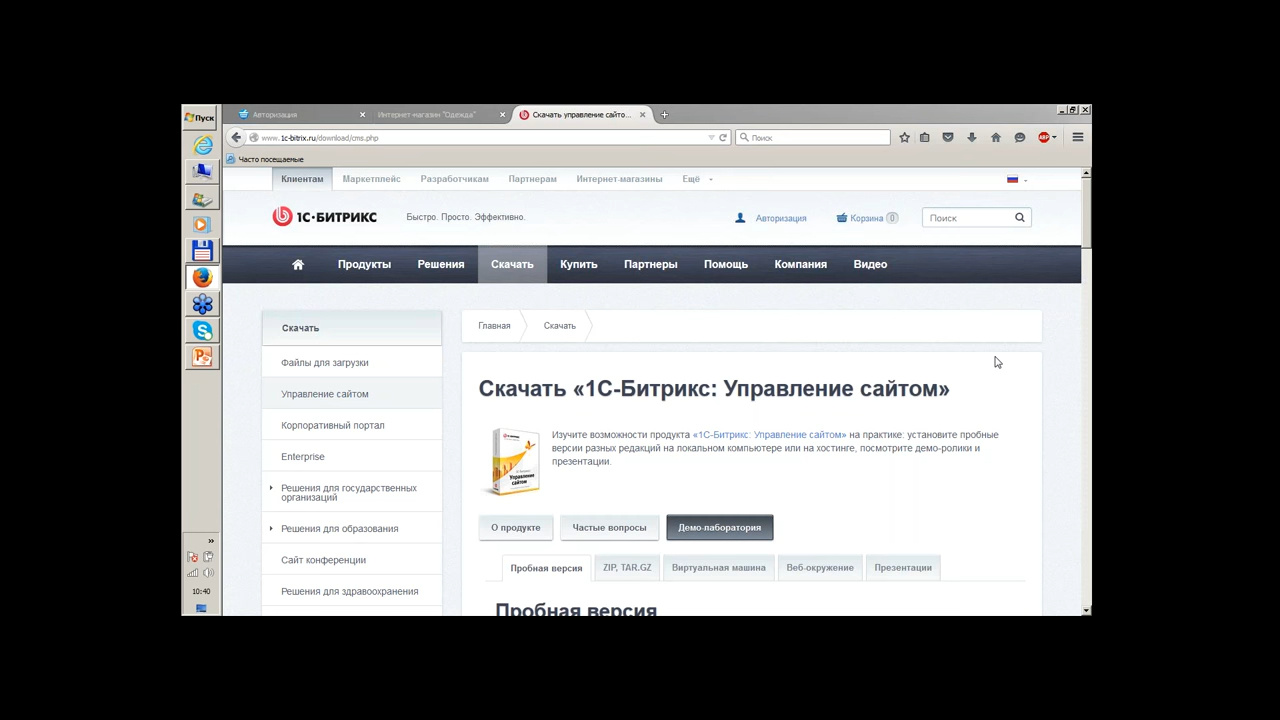 Пуск
Авторизация
Интернет-магазин "Одежда"
Скачать управление сайто...
www.1c-bitrix.ru/download/cms.php
Поиск
ABP
Часто посещаемые
Клиентам
Маркетплейс
Разработчикам
Партнерам
Интернет-магазины
Ещё
1С·БИТРИКС
Быстро. Просто. Эффективно.
Авторизация
Корзина 0
Поиск
Продукты
Решения
Скачать
Купить
Партнеры
Помощь
Компания
Видео
Скачать
Файлы для загрузки
Управление сайтом
Корпоративный портал
Enterprise
Решения для государственных
организаций
Решения для образования
Сайт конференции
Решения для здравоохранения
Главная
Скачать
Скачать «1С-Битрикс: Управление сайтом»
Управление
сайтом
Изучите возможности продукта «1С-Битрикс: Управление сайтом» на практике: установите пробные
версии разных редакций на локальном компьютере или на хостинге, посмотрите демо-ролики и
презентации.
О продукте
Частые вопросы
Демо-лаборатория
Пробная версия
ZIP, TAR.GZ
Виртуальная машина
Веб-окружение
Презентации
Пробная версия
10:40